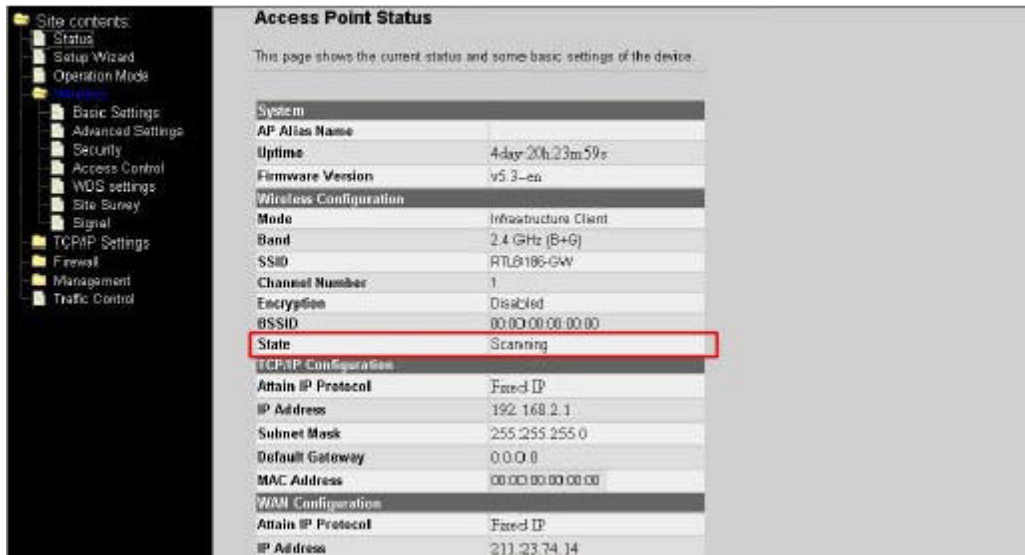 Site contents:
Status
Setup Wizard
Operation Mode
Wireless
Basic Settings
Advanced Settings
Security
Access Control
WDS settings
Site Survey
Signal
TCP/IP Settings
Firewall
Management
Traffic Control
Access Point Status
This page shows the current status and some basic settings of the device.
System
AP Alias Name
Uptime 4day:20h:23m:59s
Firmware Version v5.3-en
Wireless Configuration
Mode Infrastructure Client
Band 2.4 GHz (B+G)
SSID RTL8186-GW
Channel Number 1
Encryption Disabled
BSSID 00:00:00:00:00:00
State Scanning
TCP/IP Configuration
Attain IP Protocol Fixed IP
IP Address 192.168.2.1
Subnet Mask 255.255.255.0
Default Gateway 0.0.0.0
MAC Address 00:00:00:00:00:00
WAN Configuration
Attain IP Protocol Fixed IP
IP Address 211.23.74.14